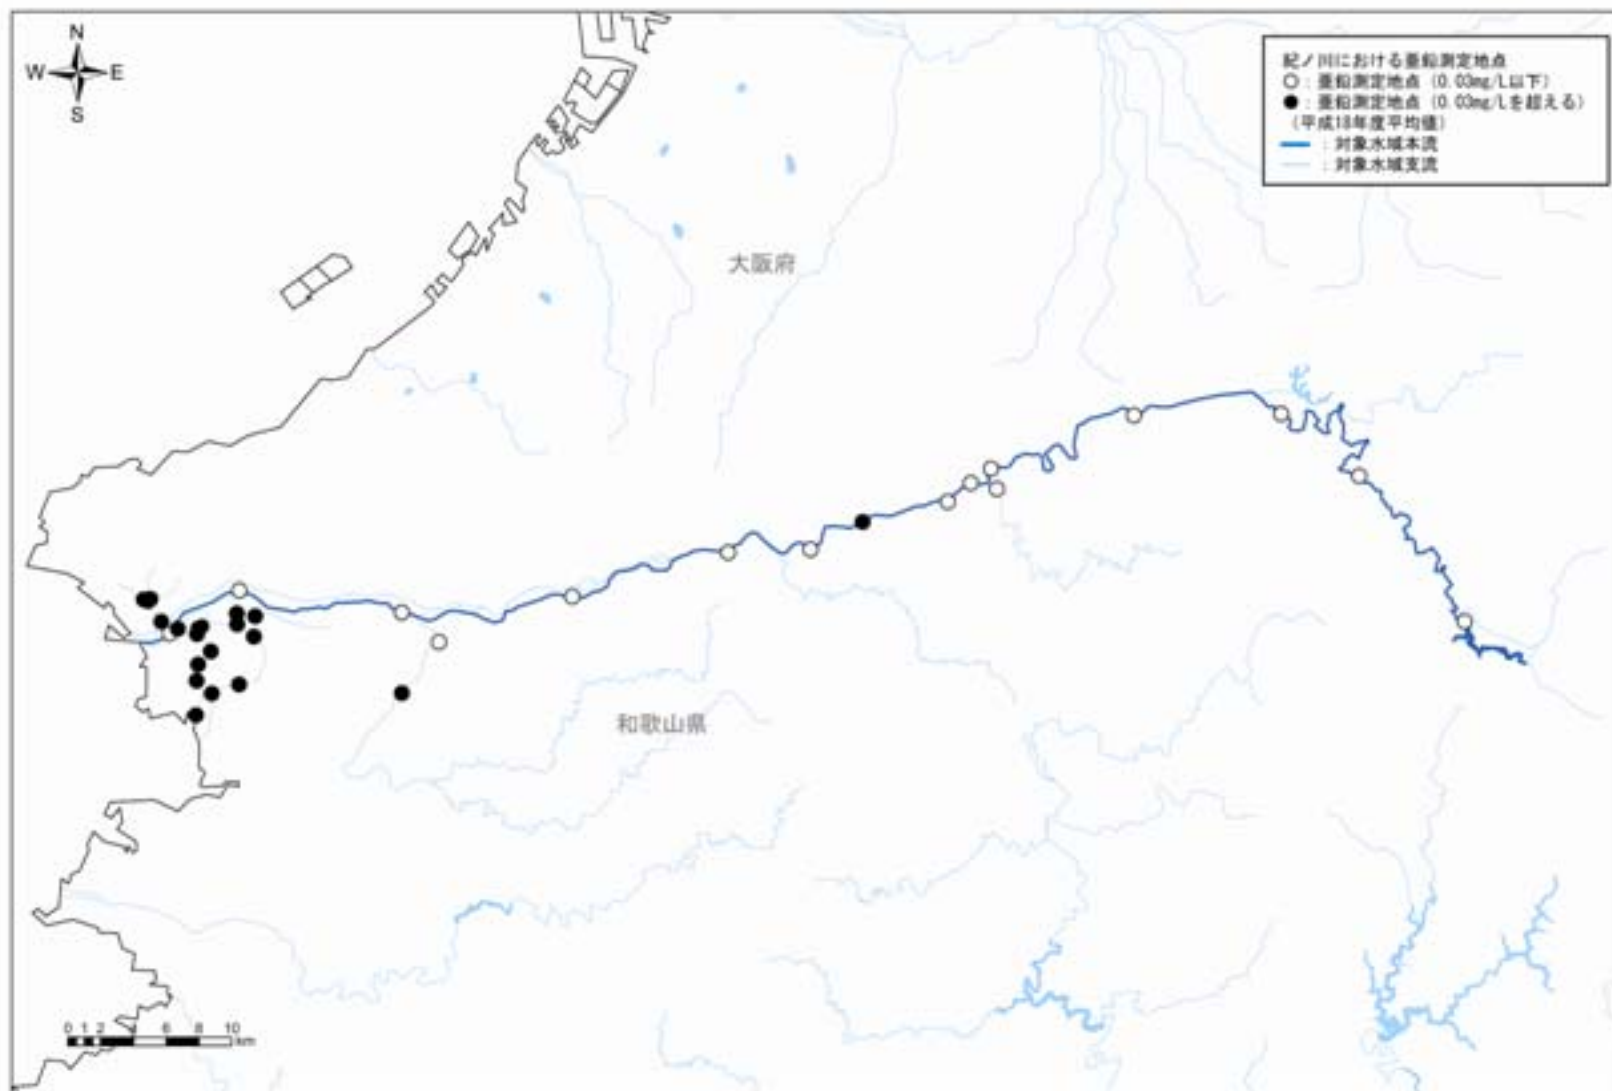 N
W E
S
紀ノ川における亜鉛測定地点
○：亜鉛測定地点（0.03mg/L以下）
●：亜鉛測定地点（0.03mg/Lを超える）
（平成18年度平均値）
：対象水域本流
：対象水域支流
大阪府
和歌山県
0 1 2 4 6 8 10
km